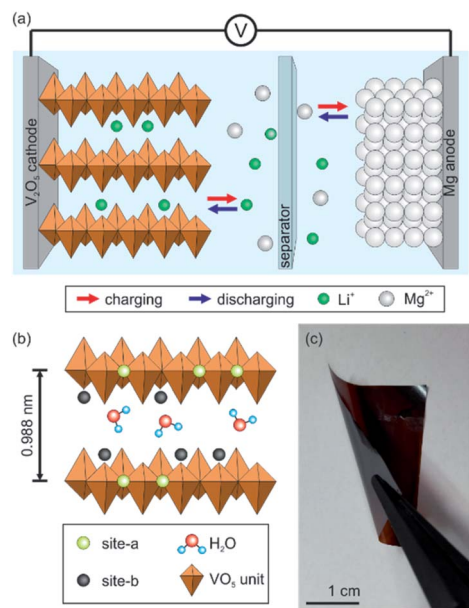 (a)
V
V₂O₅ cathode
separator
Mg anode
charging discharging Li⁺ Mg²⁺
(b)
0.988 nm
site-a H₂O
site-b VO₅ unit
(c)
1 cm